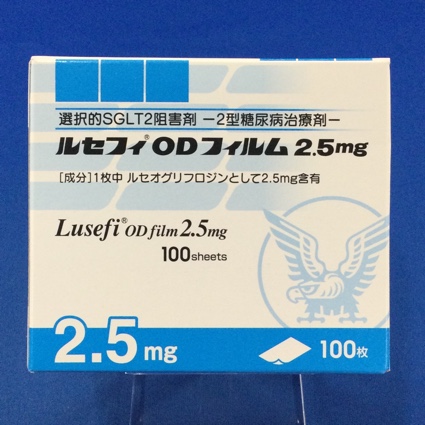 選択的SGLT2阻害剤 －2型糖尿病治療剤－
ルセフィ® ODフィルム 2.5mg
［成分］1枚中 ルセオグリフロジンとして2.5mg含有
Lusefi® OD film 2.5mg
100sheets
2.5 mg
100枚